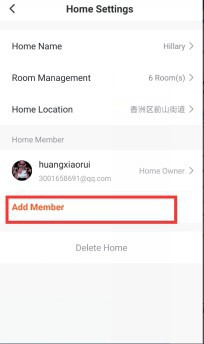 Home Settings
Home Name Hillary
Room Management 6 Room(s)
Home Location 香洲区前山街道
Home Member
huangxiaorui
3001658691@qq.com
Home Owner
Add Member
Delete Home